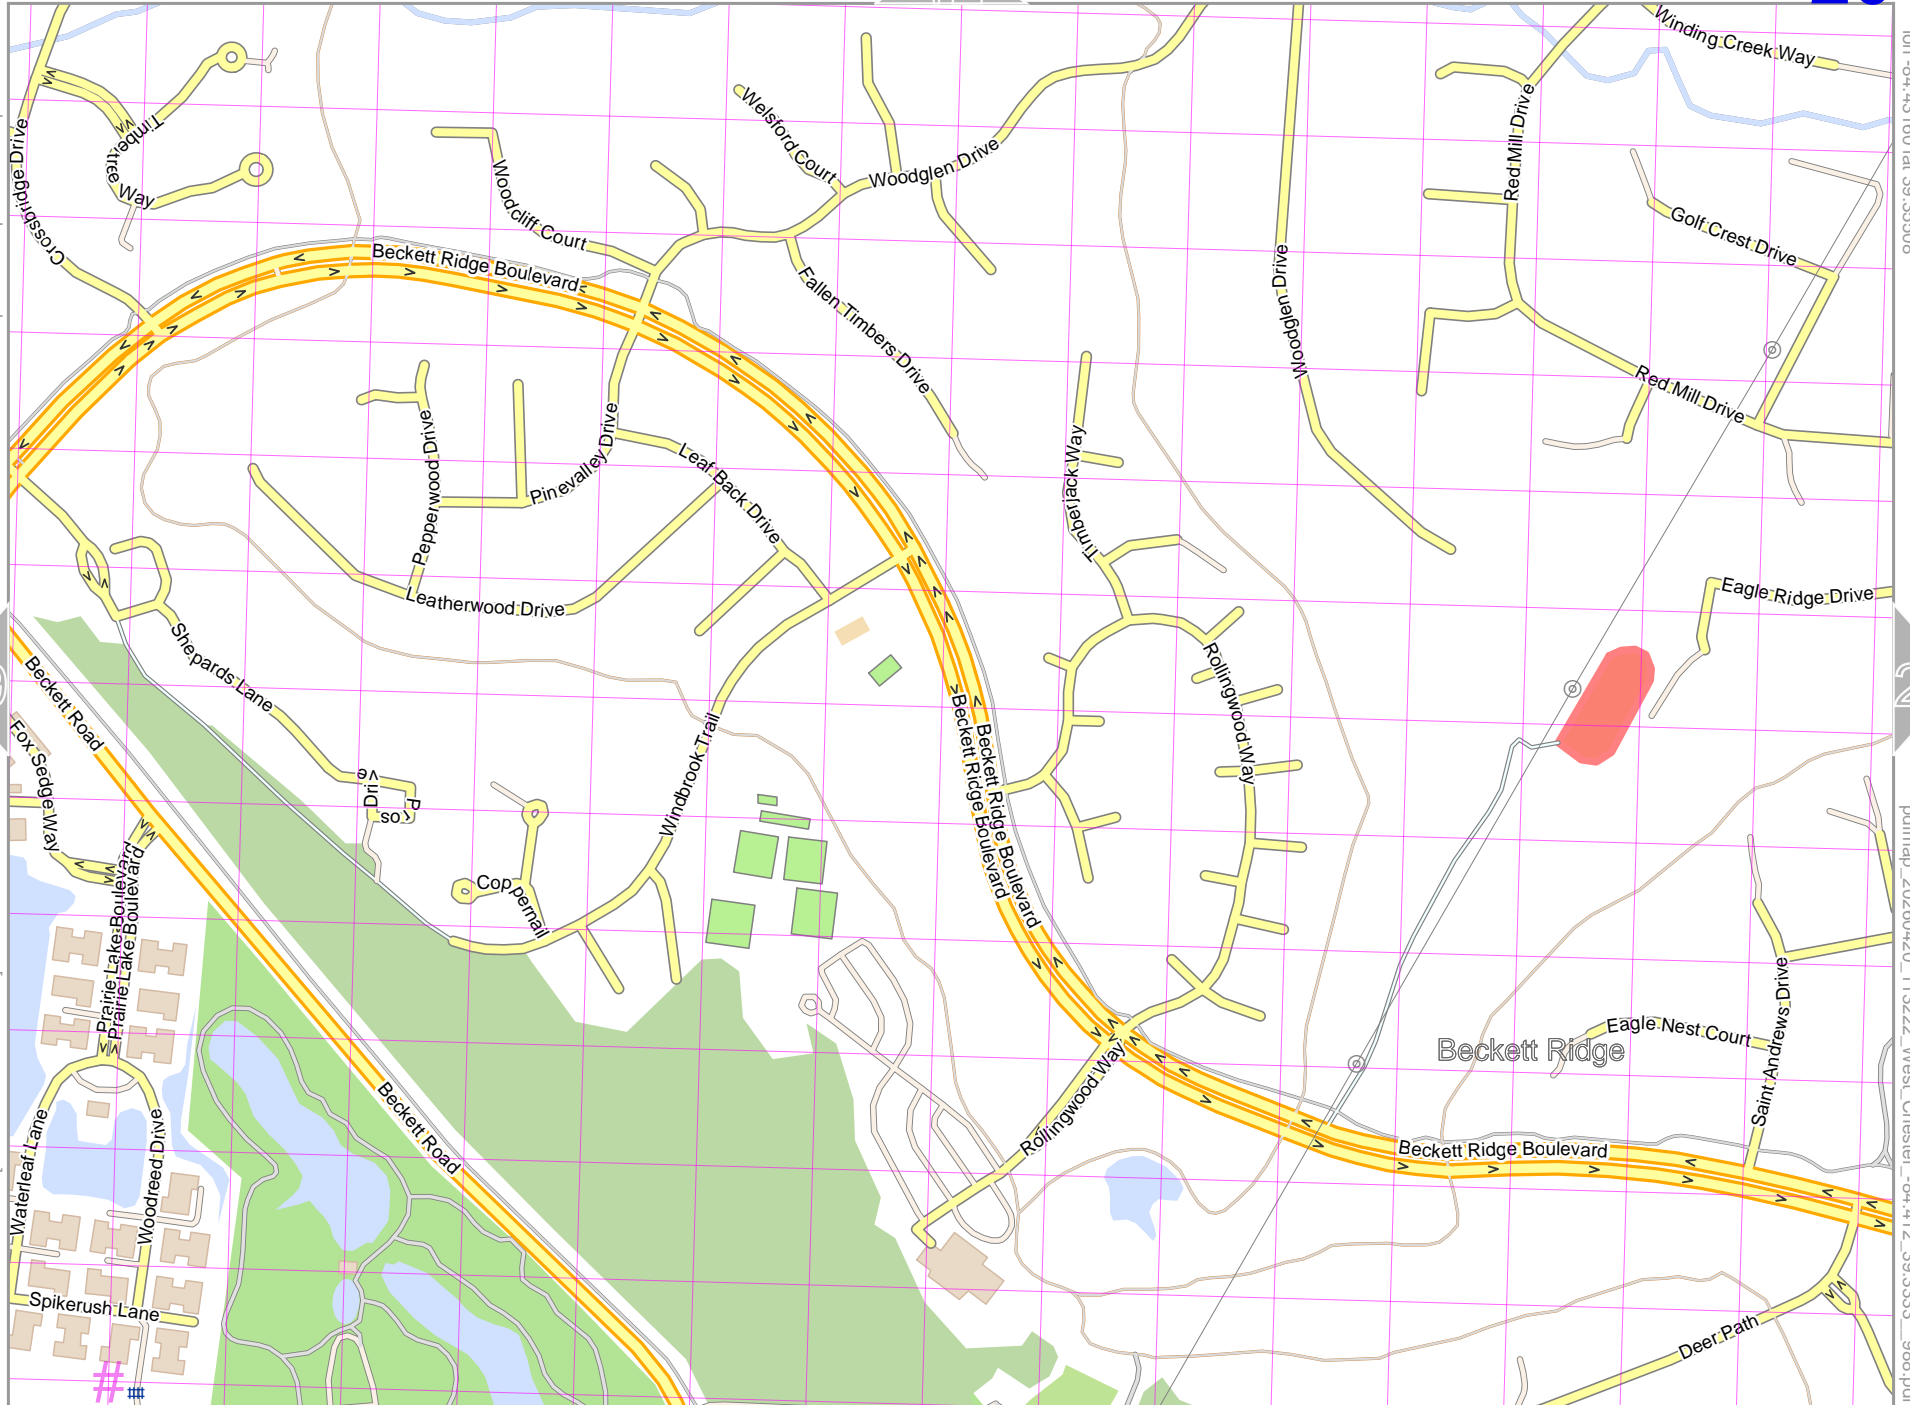 Winding Creek Way
Timbertree Way
Crossbridge Drive
Welsford Court
Woodglen Drive
Woodcliff Court
Red Mill Drive
Golf Crest Drive
Beckett Ridge Boulevard
Fallen Timbers Drive
Woodglen Drive
Red Mill Drive
Pepperwood Drive
Pinevalley Drive
Leaf Back Drive
Timberjack Way
Leatherwood Drive
Eagle Ridge Drive
Shepards Lane
Rollingwood Way
Beckett Road
Fox Sedge Way
Windbrook Trail
Beckett Ridge Boulevard
Beckett Ridge Boulevard
Drive
Coppernail
Prairie Lake Boulevard
Prairie Lake Boulevard
Saint Andrews Drive
Eagle Nest Court
Beckett Ridge
Rollingwood Way
Beckett Road
Waterleaf Lane
Woodreed Drive
Beckett Ridge Boulevard
Spikerush Lane
Deer Path